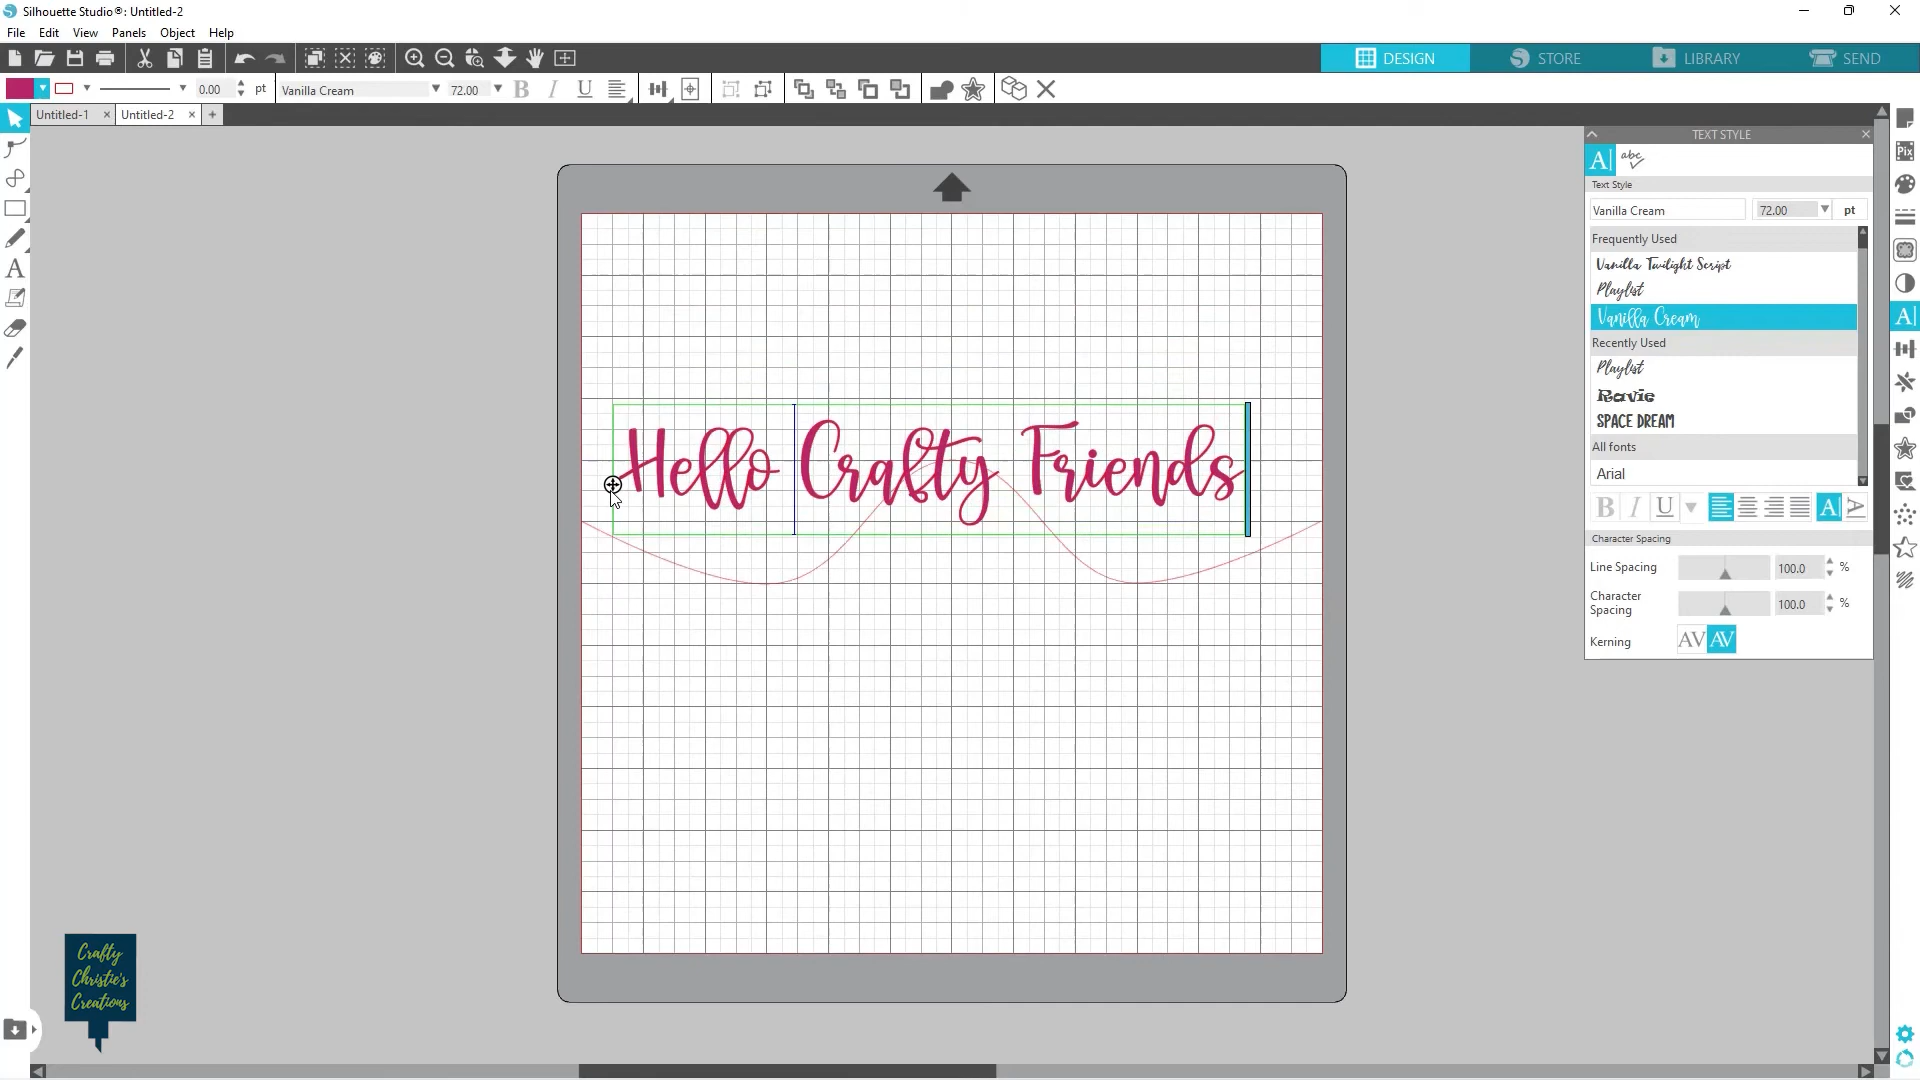 Silhouette Studio®: Untitled-2
File Edit View Panels Object Help
DESIGN STORE LIBRARY SEND
0.00 pt Vanilla Cream 72.00 B I U
Untitled-1 × Untitled-2 × +
TEXT STYLE
A abc
Pix
Text Style
Vanilla Cream 72.00 pt
Frequently Used
Vanilla Twilight Script
Playlist
Vanilla Cream
Recently Used
Playlist
Ravie
SPACE DREAM
All fonts
Arial
B I U A A
Character Spacing
Line Spacing 100.0 %
Character Spacing 100.0 %
Kerning AV AV
Hello Crafty Friends
Crafty
Christie's
Creations